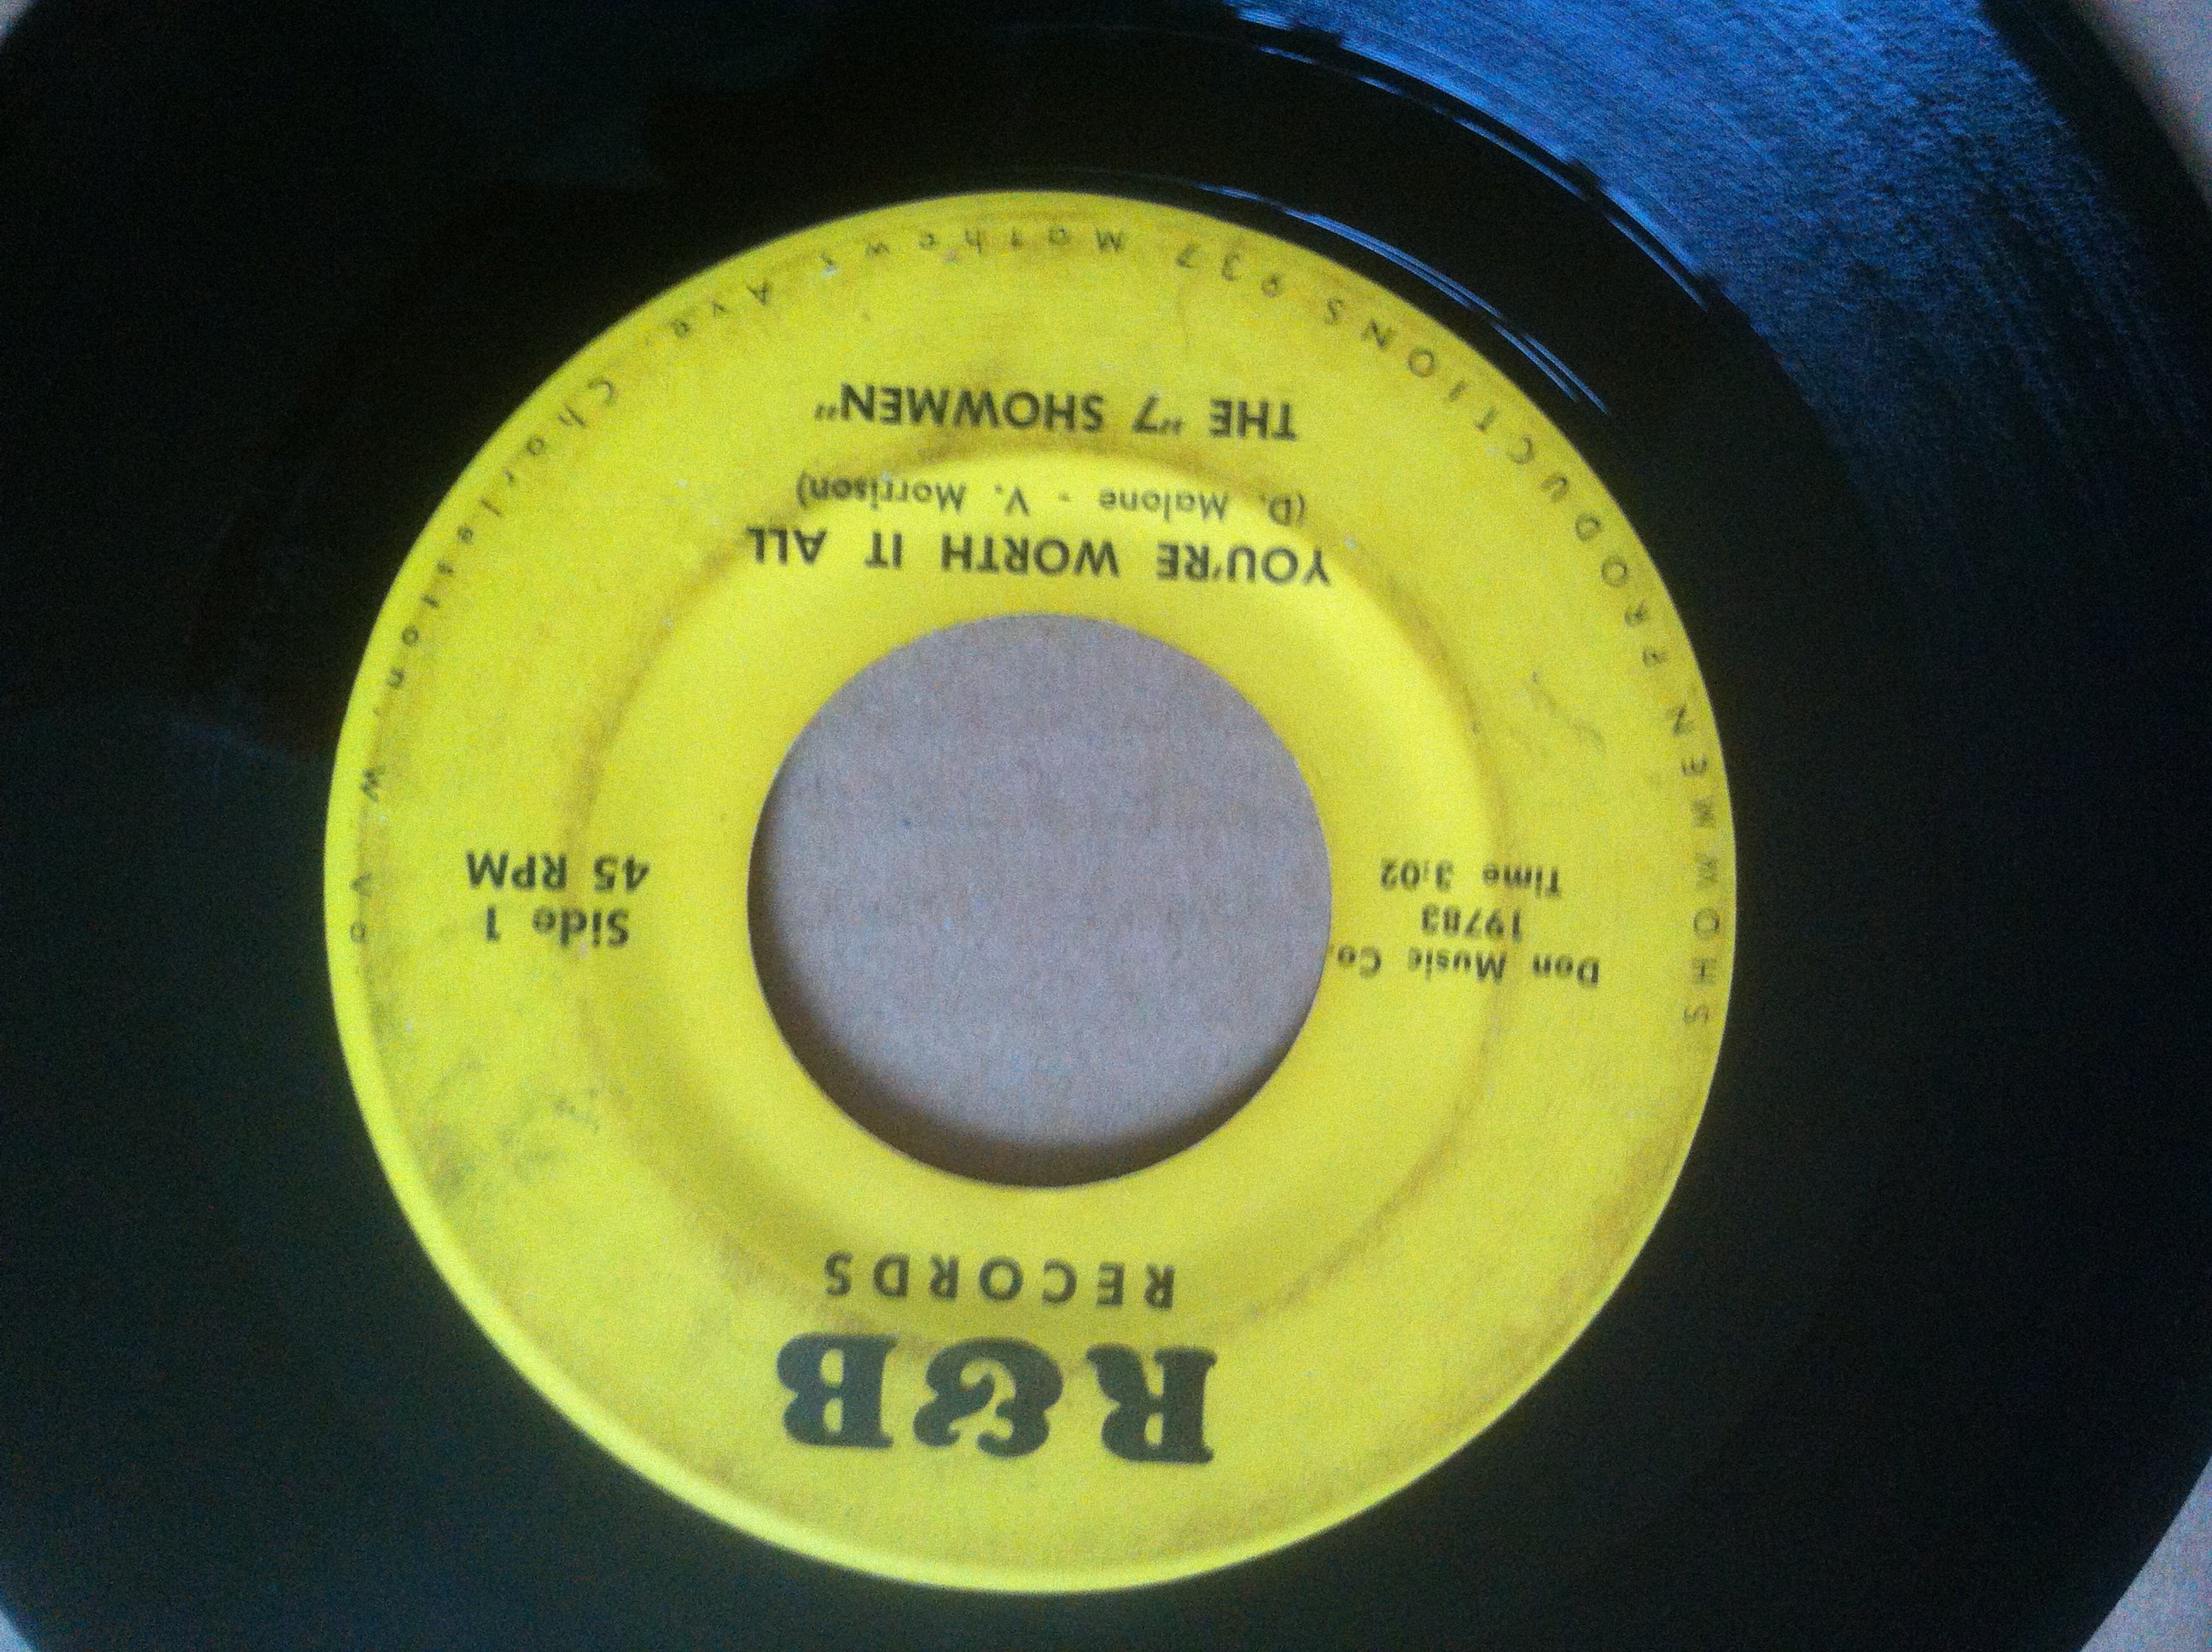 R&B
RECORDS
Don Music Co.
19783
Time 3:02
Side 1
45 RPM
YOU'RE WORTH IT ALL
(D. Malone - V. Morrison)
THE "7 SHOWMEN"
SHOWMEN PRODUCTIONS 937 Mathews Ave. Charleston W Va